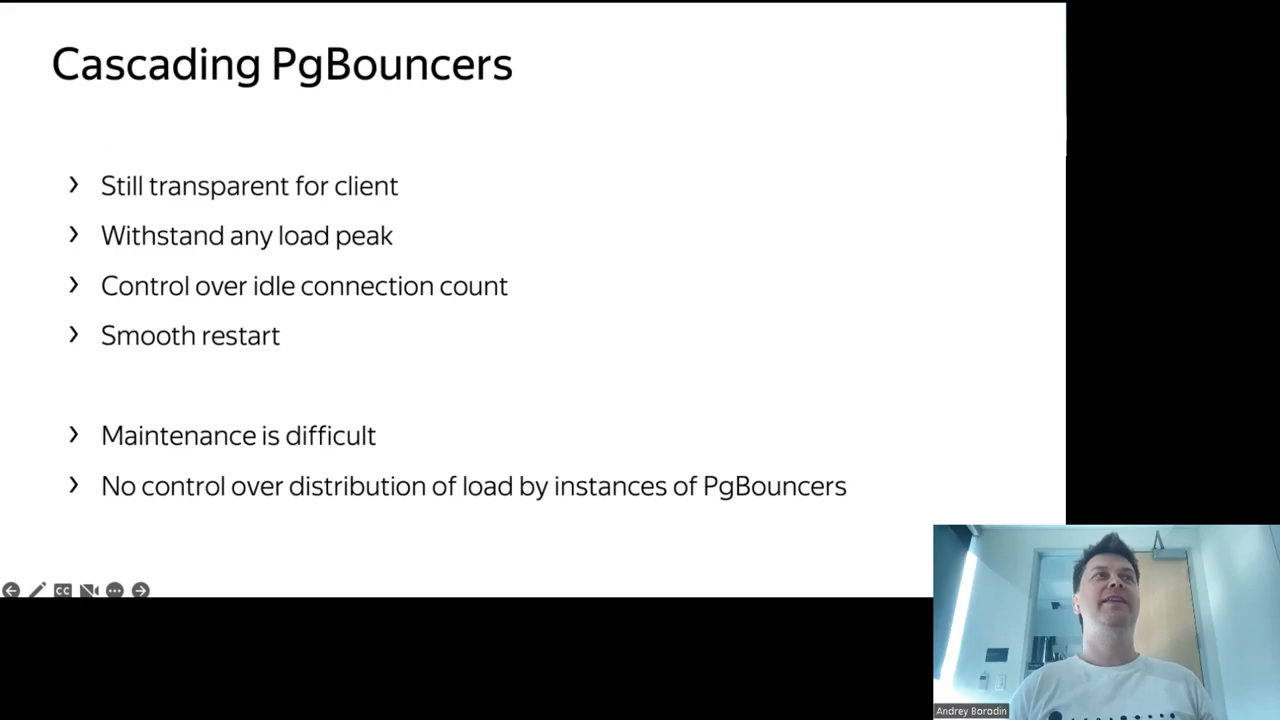 Cascading PgBouncers
Still transparent for client
Withstand any load peak
Control over idle connection count
Smooth restart
Maintenance is difficult
No control over distribution of load by instances of PgBouncers
CC
Andrey Borodin